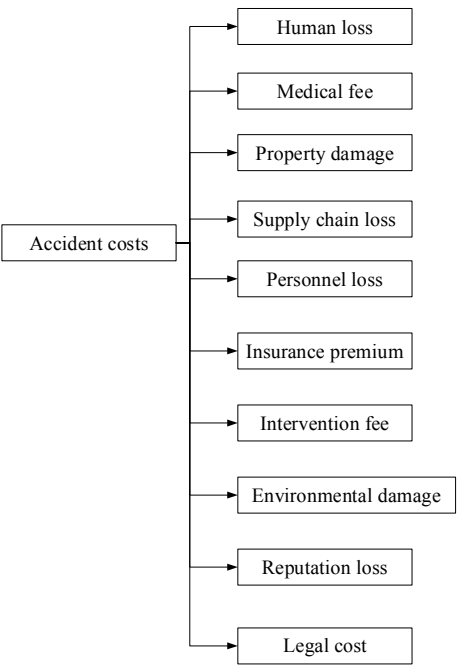 Human loss
Medical fee
Property damage
Supply chain loss
Accident costs
Personnel loss
Insurance premium
Intervention fee
Environmental damage
Reputation loss
Legal cost